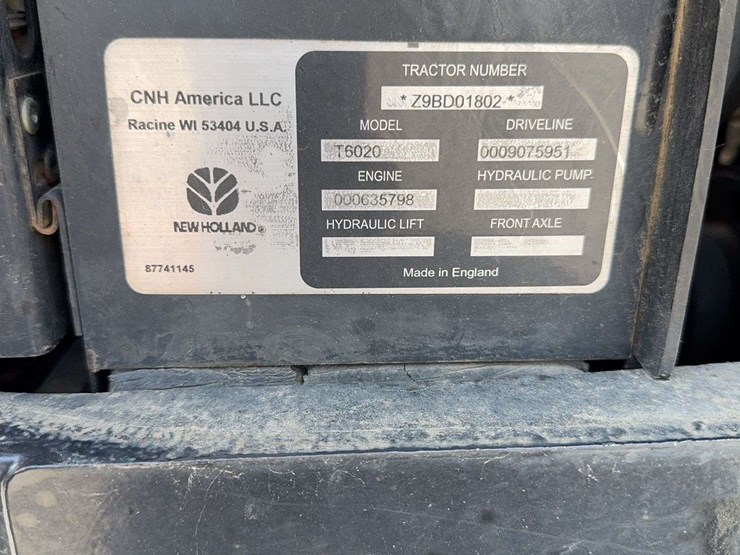 CNH America LLC
Racine WI 53404 U.S.A.
NEW HOLLAND
87741145
TRACTOR NUMBER
* Z9BD01802 *
MODEL
DRIVELINE
T6020
0009075951
ENGINE
HYDRAULIC PUMP
000635798
HYDRAULIC LIFT
FRONT AXLE
Made in England